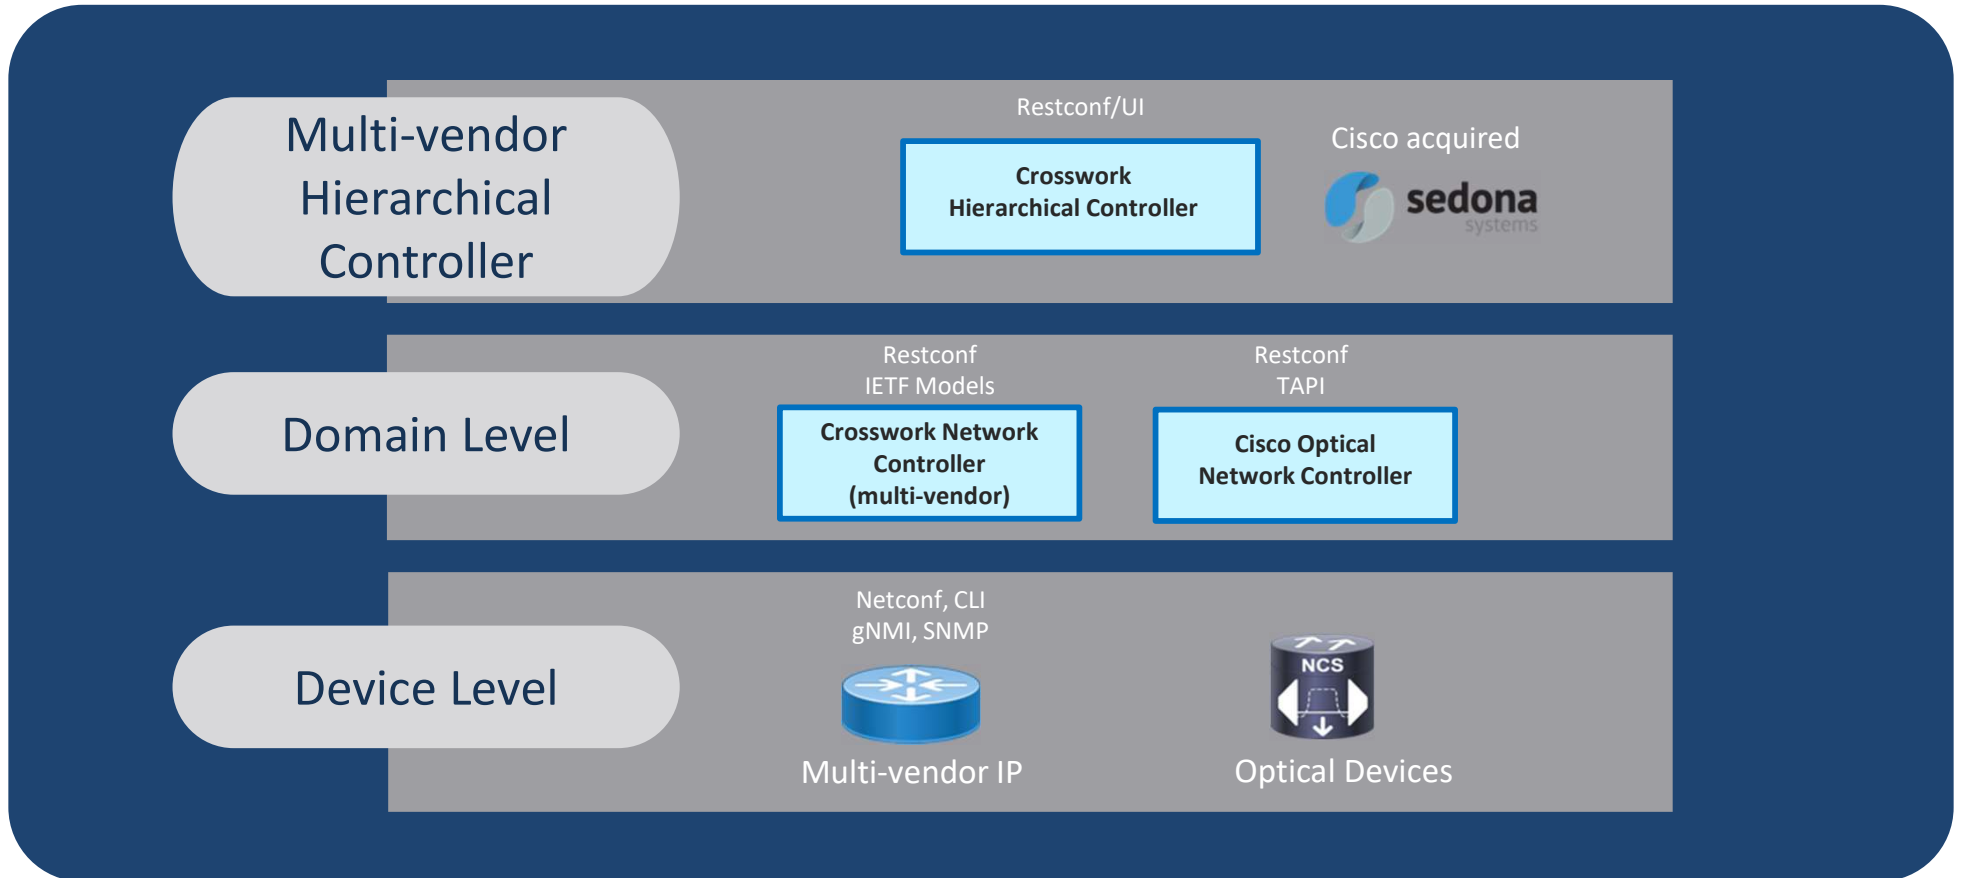 Multi-vendor
Hierarchical
Controller
Restconf/UI
Crosswork
Hierarchical Controller
Cisco acquired
sedona
systems
Domain Level
Restconf
IETF Models
Crosswork Network
Controller
(multi-vendor)
Restconf
TAPI
Cisco Optical
Network Controller
Device Level
Netconf, CLI
gNMI, SNMP
Multi-vendor IP
NCS
Optical Devices